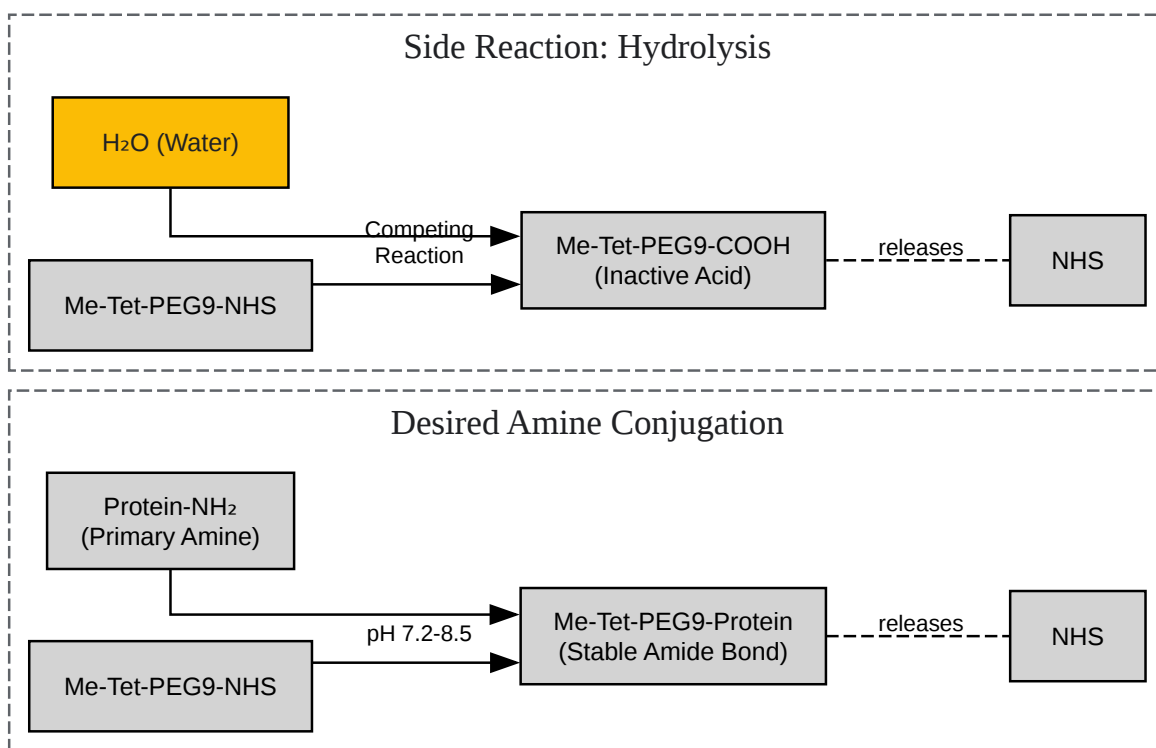 Side Reaction: Hydrolysis
H₂O (Water)
Competing
Reaction
Me-Tet-PEG9-NHS
Me-Tet-PEG9-COOH
(Inactive Acid)
releases
NHS
Desired Amine Conjugation
Protein-NH₂
(Primary Amine)
pH 7.2-8.5
Me-Tet-PEG9-NHS
Me-Tet-PEG9-Protein
(Stable Amide Bond)
releases
NHS